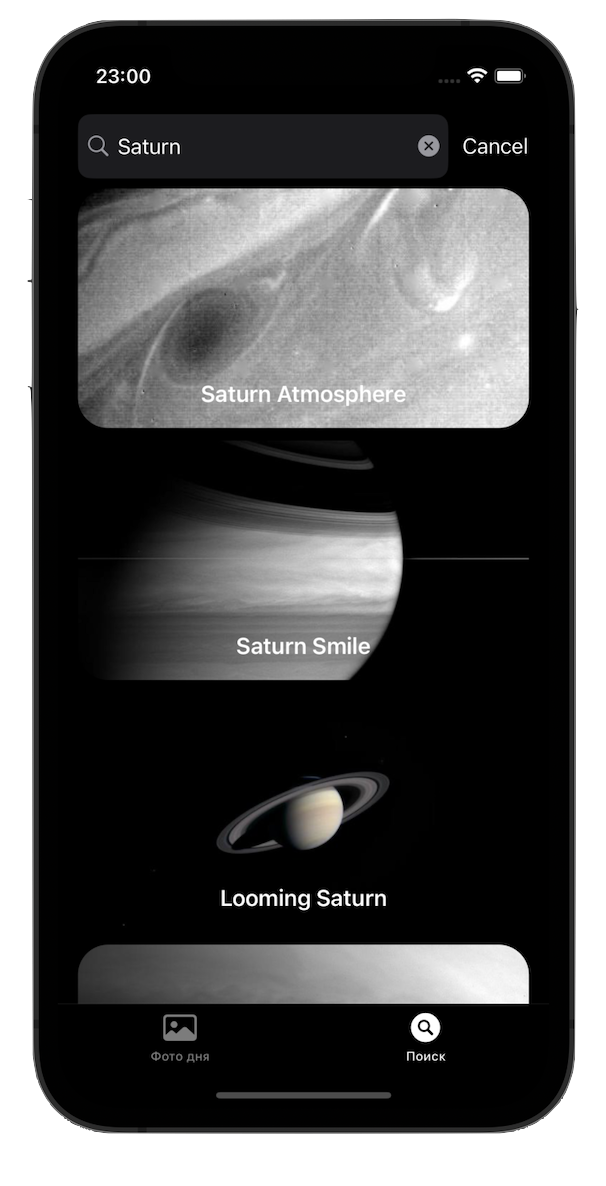 23:00
Saturn
Cancel
Saturn Atmosphere
Saturn Smile
Looming Saturn
Фото дня
Поиск